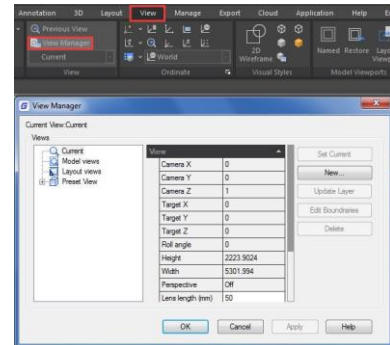 Annotation 3D Layout View Manage Export Cloud Application Help
Previous View
View Manager
Current
View
World
Ordinate
2D
Wireframe
Visual Styles
Named Restore
Model Viewports
View Manager
Current View:Current
Views
Current
Model views
Layout views
Preset View
View
Camera X 0
Camera Y 0
Camera Z 1
Target X 0
Target Y 0
Target Z 0
Roll angle 0
Height 2223.9024
Width 5301.994
Perspective Off
Lens length (mm) 50
Set Current
New...
Update Layer
Edit Boundraries
Delete
OK Cancel Apply Help